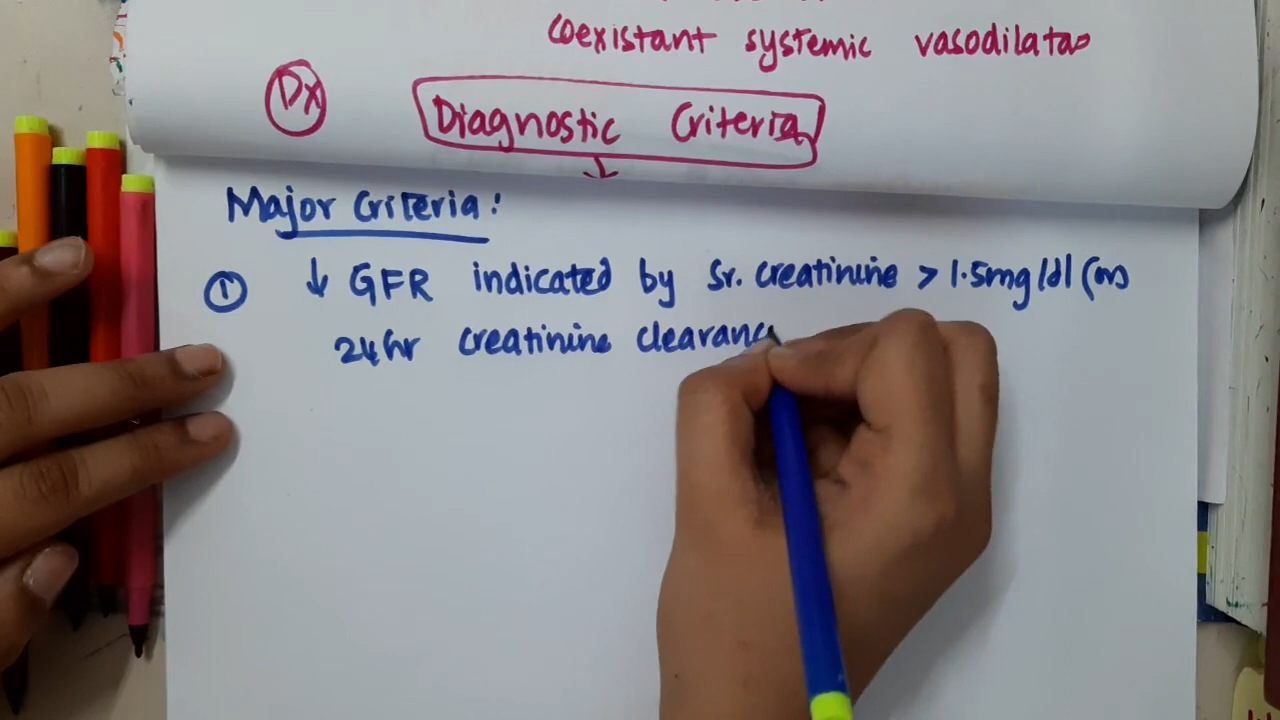 coexistant systemic vasodilatao
Dx
Diagnostic Criteria
Major Criteria:
① ↓ GFR indicated by Sr. creatinine > 1.5mg/dl (or)
24hr creatinine clearanc